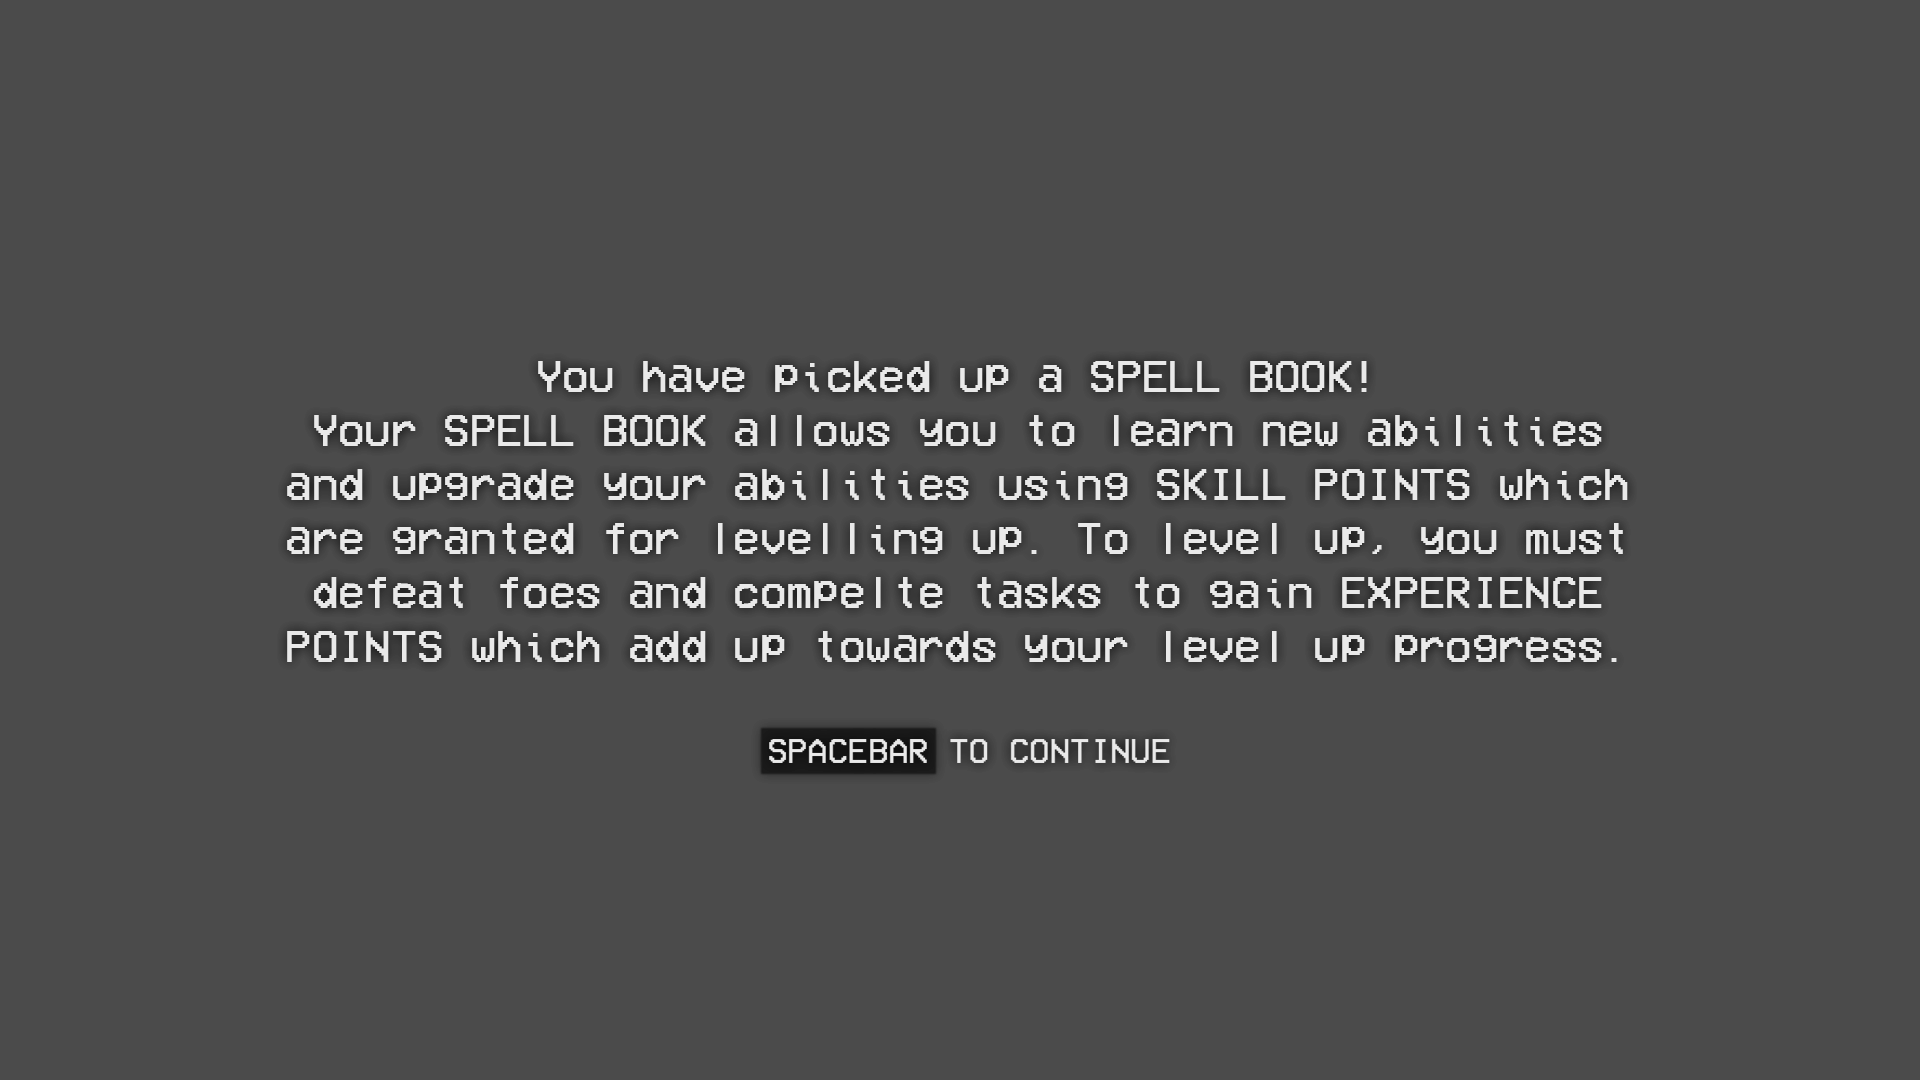 You have picked up a SPELL BOOK!
Your SPELL BOOK allows you to learn new abilities
and upgrade your abilities using SKILL POINTS which
are granted for levelling up. To level up, you must
defeat foes and compelte tasks to gain EXPERIENCE
POINTS which add up towards your level up progress.
SPACEBAR TO CONTINUE